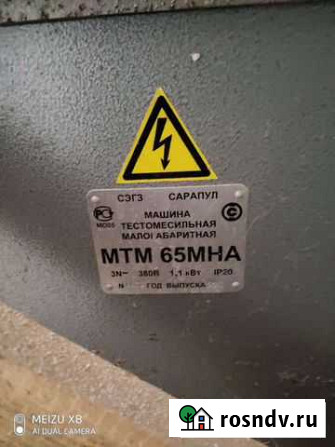 СЭГЗ САРАПУЛ
МАШИНА
ТЕСТОМЕСИЛЬНАЯ
МАЛОГАБАРИТНАЯ
МТМ 65МНА
3N~ 380В 1,1 кВт IP20
N ГОД ВЫПУСКА
MEIZU X8
AI DUAL CAMERA
rosndv.ru